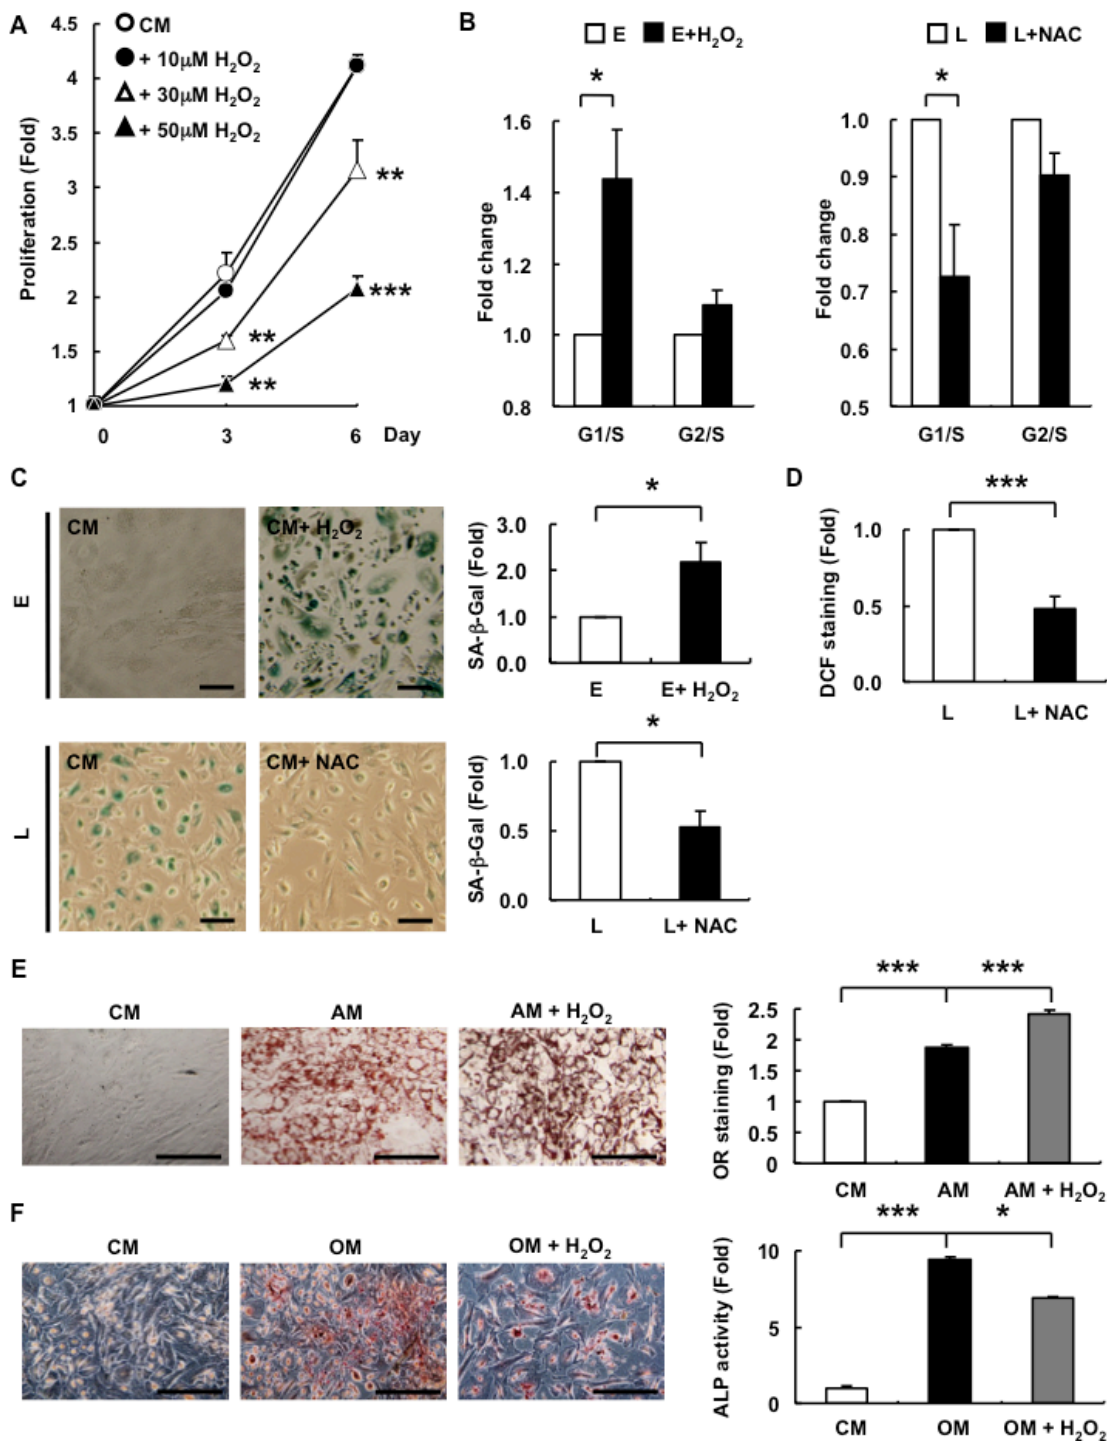 A
CM
+ 10μM H₂O₂
+ 30μM H₂O₂
+ 50μM H₂O₂
Proliferation (Fold)
4.5
4
3.5
3
2.5
2
1.5
1
0
3
6
Day
**
***
**
**
B
E
E+H₂O₂
*
Fold change
1.6
1.4
1.2
1.0
0.8
G1/S
G2/S
L
L+NAC
*
Fold change
1.0
0.9
0.8
0.7
0.6
0.5
G1/S
G2/S
C
E
CM
CM+ H₂O₂
*
SA-β-Gal (Fold)
3.0
2.0
1.0
0.0
E
E+ H₂O₂
L
CM
CM+ NAC
*
SA-β-Gal (Fold)
1.0
0.5
0.0
L
L+ NAC
D
***
DCF staining (Fold)
1.0
0.5
0.0
L
L+ NAC
E
CM
AM
AM + H₂O₂
***
***
OR staining (Fold)
2.5
2
1.5
1
0.5
0
CM
AM
AM + H₂O₂
F
CM
OM
OM + H₂O₂
***
*
ALP activity (Fold)
10
5
0
CM
OM
OM + H₂O₂